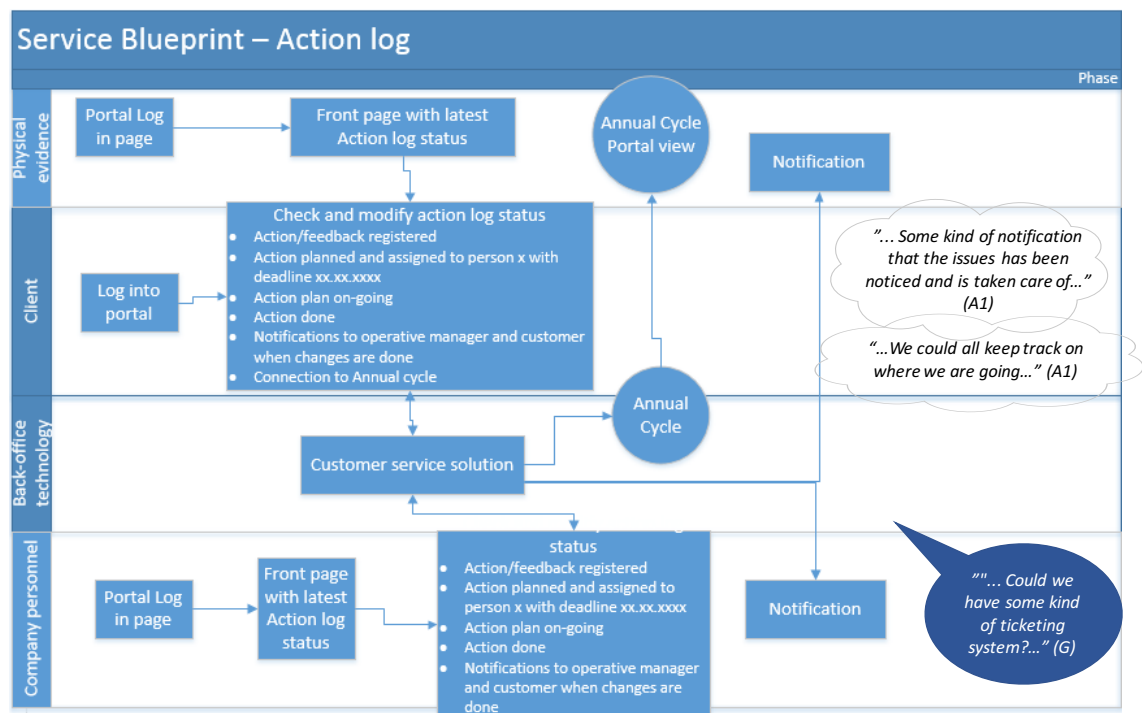 Service Blueprint – Action log
Phase
Physical
evidence
Portal Log
in page
Front page with latest
Action log status
Annual Cycle
Portal view
Notification
Client
Log into
portal
Check and modify action log status
Action/feedback registered
Action planned and assigned to person x with
deadline xx.xx.xxxx
Action plan on-going
Action done
Notifications to operative manager and customer
when changes are done
Connection to Annual cycle
”... Some kind of notification
that the issues has been
noticed and is taken care of...”
(A1)
“...We could all keep track on
where we are going...” (A1)
Back-office
technology
Customer service solution
Annual
Cycle
Company personnel
Portal Log
in page
Front page
with latest
Action log
status
status
Action/feedback registered
Action planned and assigned to
person x with deadline xx.xx.xxxx
Action plan on-going
Action done
Notifications to operative manager
and customer when changes are
done
Notification
”"... Could we
have some kind
of ticketing
system?...” (G)